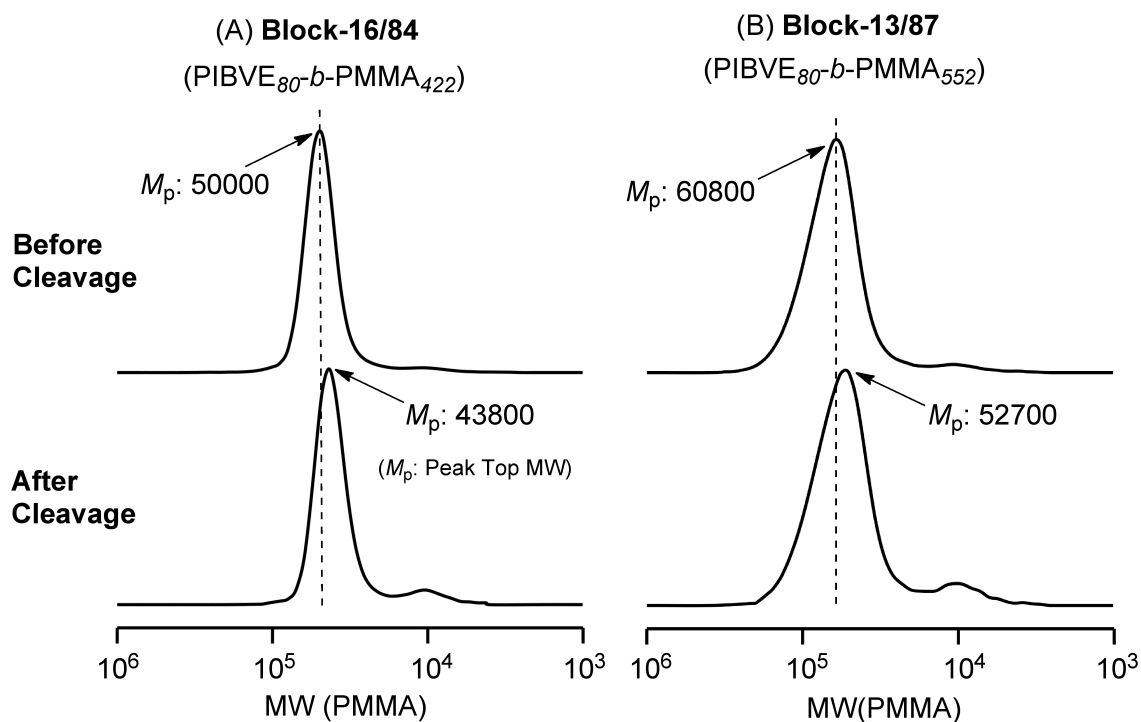 (A) Block-16/84
(PIBVE80-b-PMMA422)
(B) Block-13/87
(PIBVE80-b-PMMA552)
Mp: 50000
Mp: 60800
Before
Cleavage
Mp: 43800
(Mp: Peak Top MW)
Mp: 52700
After
Cleavage
10^6 10^5 10^4 10^3
MW (PMMA)
10^6 10^5 10^4 10^3
MW(PMMA)